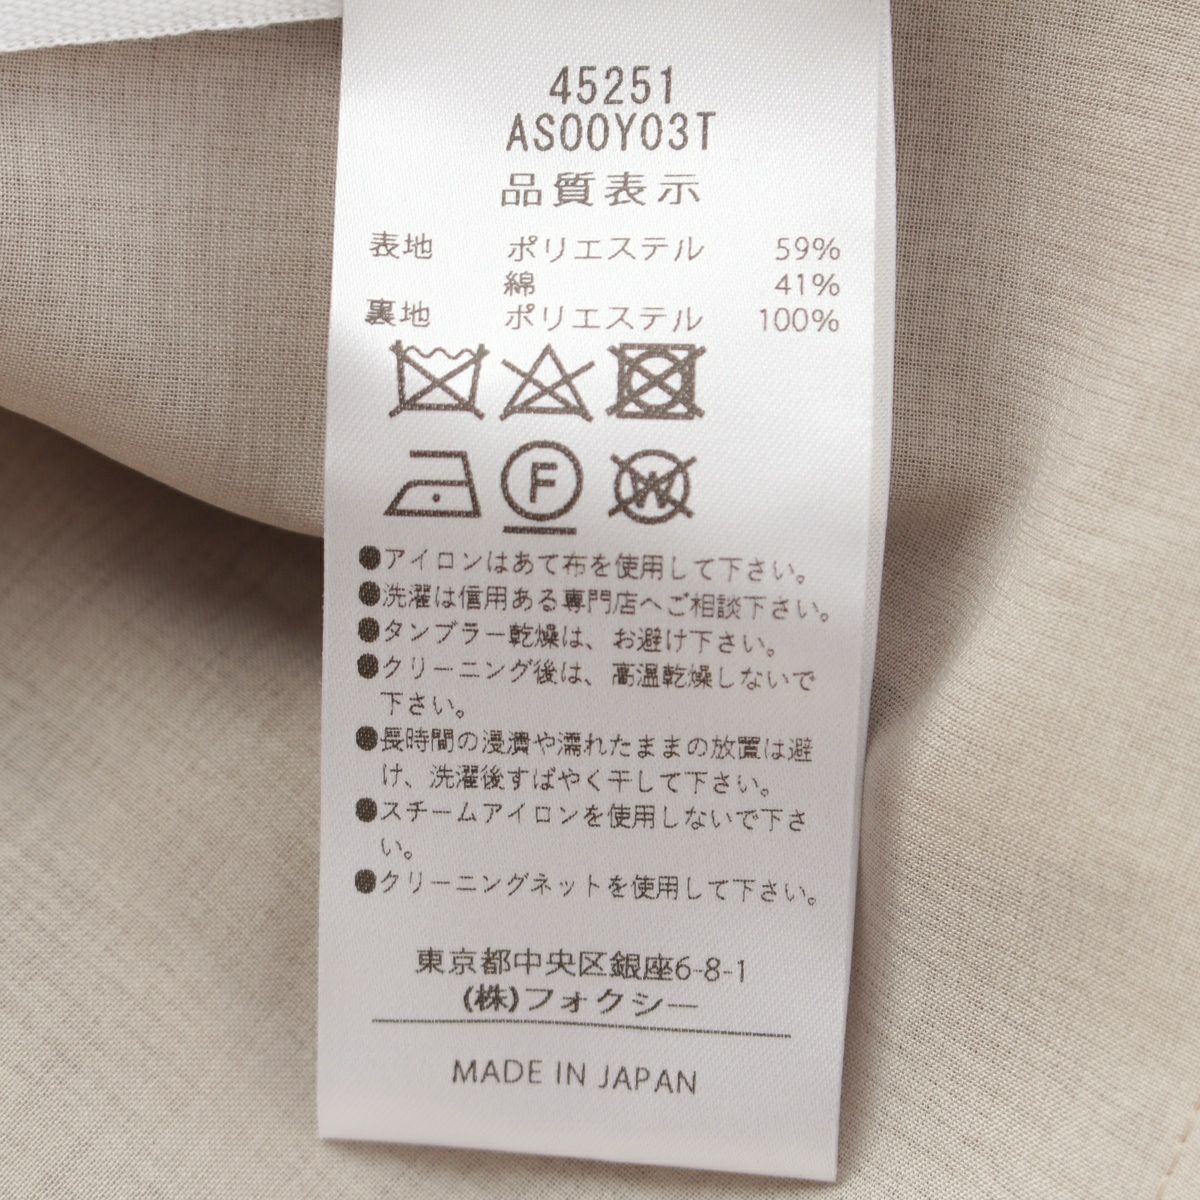 45251
AS00Y03T
品質表示
表地 ポリエステル 59%
綿 41%
裏地 ポリエステル 100%
F W
●アイロンはあて布を使用して下さい。
●洗濯は信用ある専門店へご相談下さい。
●タンブラー乾燥は、お避け下さい。
●クリーニング後は、高温乾燥しないで
下さい。
●長時間の浸漬や濡れたままの放置は避
け、洗濯後すばやく干して下さい。
●スチームアイロンを使用しないで下さ
い。
●クリーニングネットを使用して下さい。
東京都中央区銀座6-8-1
(株)フォクシー
MADE IN JAPAN